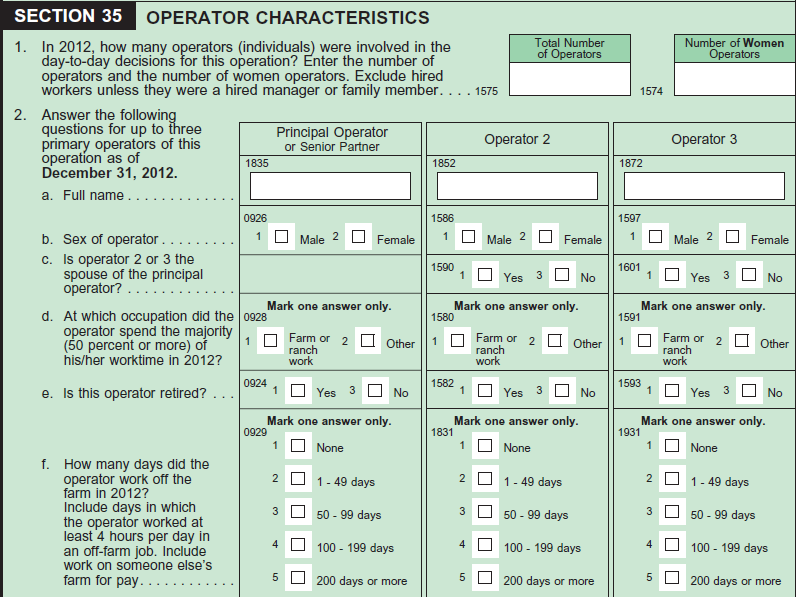 SECTION 35 OPERATOR CHARACTERISTICS
1. In 2012, how many operators (individuals) were involved in the
day-to-day decisions for this operation? Enter the number of
operators and the number of women operators. Exclude hired
workers unless they were a hired manager or family member. . . . 1575
Total Number
of Operators
1574
Number of Women
Operators
2. Answer the following
questions for up to three
primary operators of this
operation as of
December 31, 2012.
Principal Operator
or Senior Partner
Operator 2
Operator 3
1835 1852 1872
a. Full name . . . . . . . . . . . . .
0926 1586 1597
b. Sex of operator . . . . . . . . . 1 Male 2 Female 1 Male 2 Female 1 Male 2 Female
c. Is operator 2 or 3 the
spouse of the principal
operator? . . . . . . . . . . . . .
1590 1 Yes 3 No 1601 1 Yes 3 No
d. At which occupation did the
operator spend the majority
(50 percent or more) of
his/her worktime in 2012?
Mark one answer only. Mark one answer only. Mark one answer only.
0928 1580 1591
1 Farm or ranch work 2 Other 1 Farm or ranch work 2 Other 1 Farm or ranch work 2 Other
e. Is this operator retired? . . . 0924 1 Yes 3 No 1582 1 Yes 3 No 1593 1 Yes 3 No
Mark one answer only. Mark one answer only. Mark one answer only.
0929 1831 1931
f. How many days did the
operator work off the
farm in 2012?
Include days in which
the operator worked at
least 4 hours per day in
an off-farm job. Include
work on someone else's
farm for pay. . . . . . . . . . . .
1 None 1 None 1 None
2 1 - 49 days 2 1 - 49 days 2 1 - 49 days
3 50 - 99 days 3 50 - 99 days 3 50 - 99 days
4 100 - 199 days 4 100 - 199 days 4 100 - 199 days
5 200 days or more 5 200 days or more 5 200 days or more